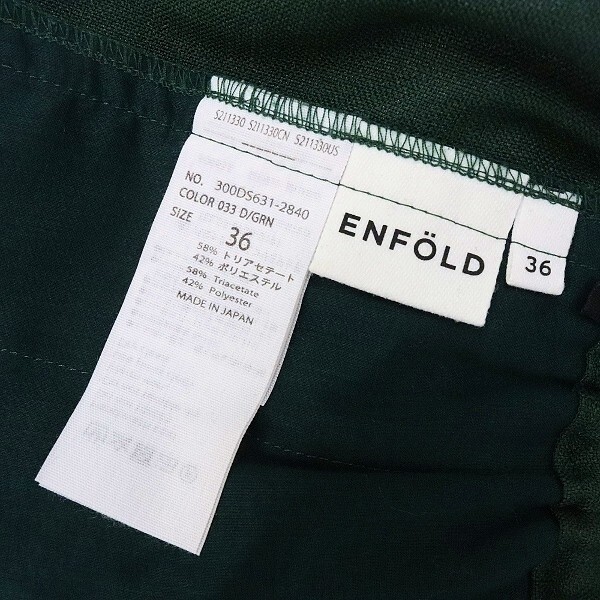 S211330 S211330CN S211330US
NO. 300DS631-2840
COLOR 033 D/GRN
SIZE 36
58% トリアセテート
42% ポリエステル
58% Triacetate
42% Polyester
MADE IN JAPAN
ENFÖLD
36